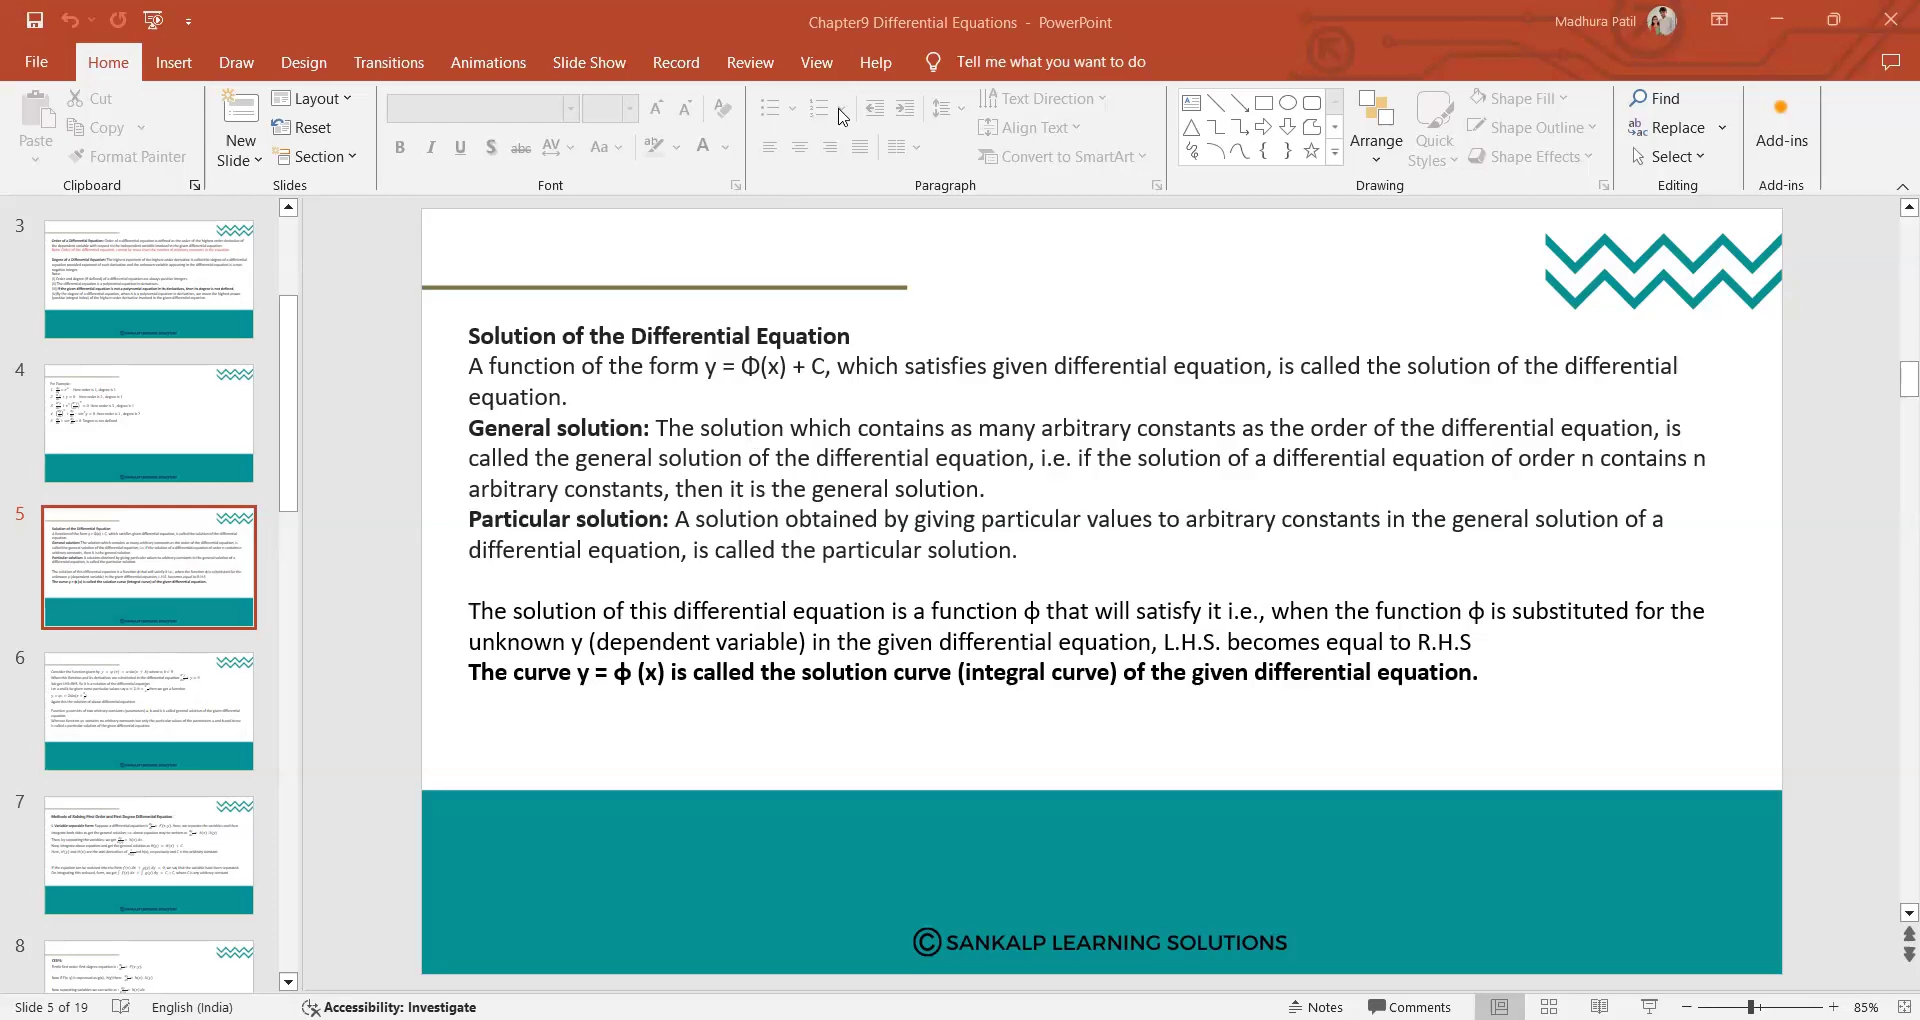 Chapter9 Differential Equations - PowerPoint
Madhura Patil
File Home Insert Draw Design Transitions Animations Slide Show Record Review View Help Tell me what you want to do
Paste
Cut
Copy
Format Painter
Clipboard
New Slide
Layout
Reset
Section
Slides
Font
Text Direction
Align Text
Convert to SmartArt
Paragraph
Arrange
Quick Styles
Shape Fill
Shape Outline
Shape Effects
Drawing
Find
Replace
Select
Editing
Add-ins
Add-ins
3
4
5
6
7
8
Solution of the Differential Equation
A function of the form y = Φ(x) + C, which satisfies given differential equation, is called the solution of the differential
equation.
General solution: The solution which contains as many arbitrary constants as the order of the differential equation, is
called the general solution of the differential equation, i.e. if the solution of a differential equation of order n contains n
arbitrary constants, then it is the general solution.
Particular solution: A solution obtained by giving particular values to arbitrary constants in the general solution of a
differential equation, is called the particular solution.
The solution of this differential equation is a function ϕ that will satisfy it i.e., when the function ϕ is substituted for the
unknown y (dependent variable) in the given differential equation, L.H.S. becomes equal to R.H.S
The curve y = ϕ (x) is called the solution curve (integral curve) of the given differential equation.
© SANKALP LEARNING SOLUTIONS
Slide 5 of 19 English (India) Accessibility: Investigate Notes Comments 85%